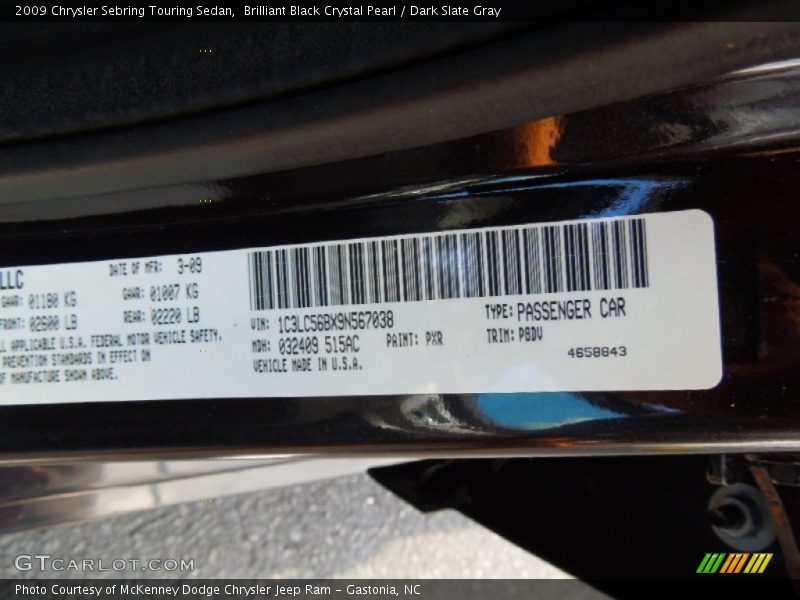 2009 Chrysler Sebring Touring Sedan, Brilliant Black Crystal Pearl / Dark Slate Gray
LLC
DATE OF MFR: 3-09
GAWR: 01180 KG
GAWR: 01007 KG
FRONT: 02600 LB
REAR: 02220 LB
ALL APPLICABLE U.S.A. FEDERAL MOTOR VEHICLE SAFETY,
PREVENTION STANDARDS IN EFFECT ON
OF MANUFACTURE SHOWN ABOVE.
VIN: 1C3LC56BX9N567038
MDH: 032409 515AC
PAINT: PXR
VEHICLE MADE IN U.S.A.
TYPE: PASSENGER CAR
TRIM: P8DV
4658843
GTCARLOT.COM
Photo Courtesy of McKenney Dodge Chrysler Jeep Ram - Gastonia, NC